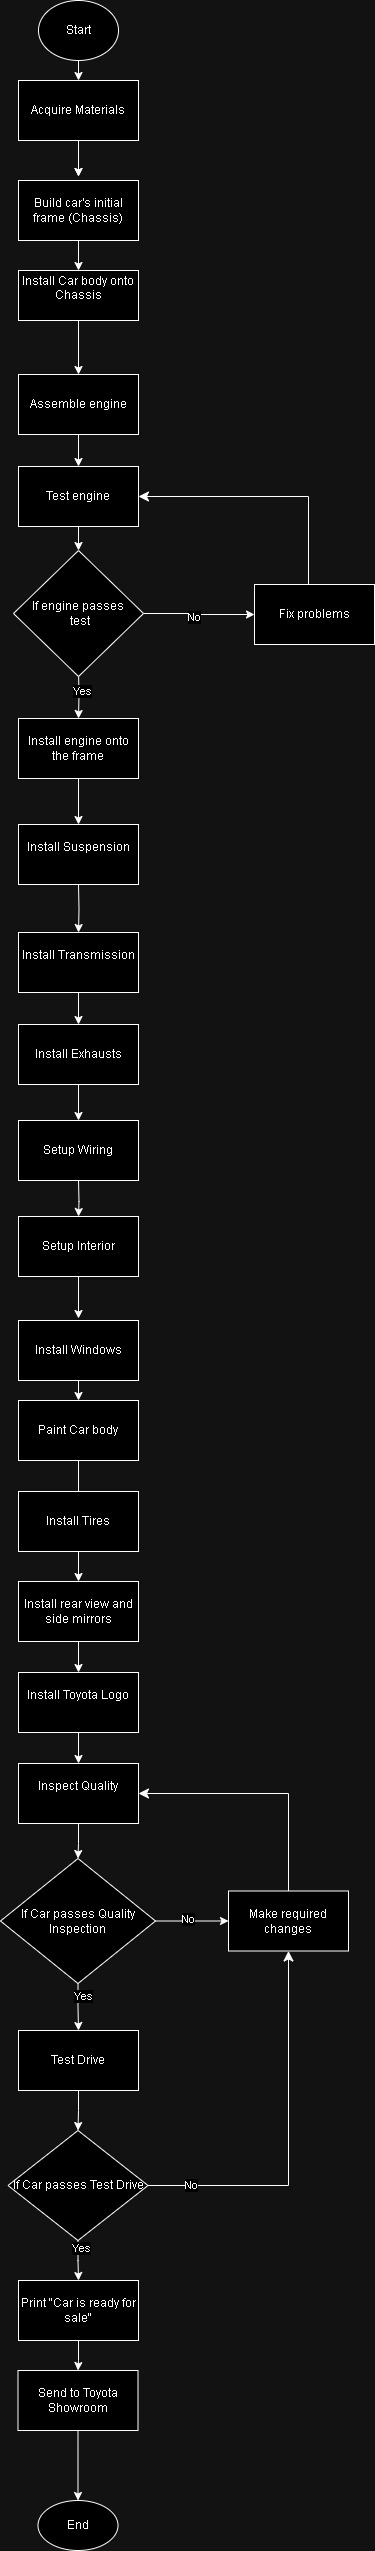 Start
Acquire Materials
Build car's initial
frame (Chassis)
Install Car body onto
Chassis
Assemble engine
Test engine
If engine passes
test
No
Fix problems
Yes
Install engine onto
the frame
Install Suspension
Install Transmission
Install Exhausts
Setup Wiring
Setup Interior
Install Windows
Paint Car body
Install Tires
Install rear view and
side mirrors
Install Toyota Logo
Inspect Quality
If Car passes Quality
Inspection
No
Make required
changes
Yes
Test Drive
If Car passes Test Drive
No
Yes
Print "Car is ready for
sale"
Send to Toyota
Showroom
End